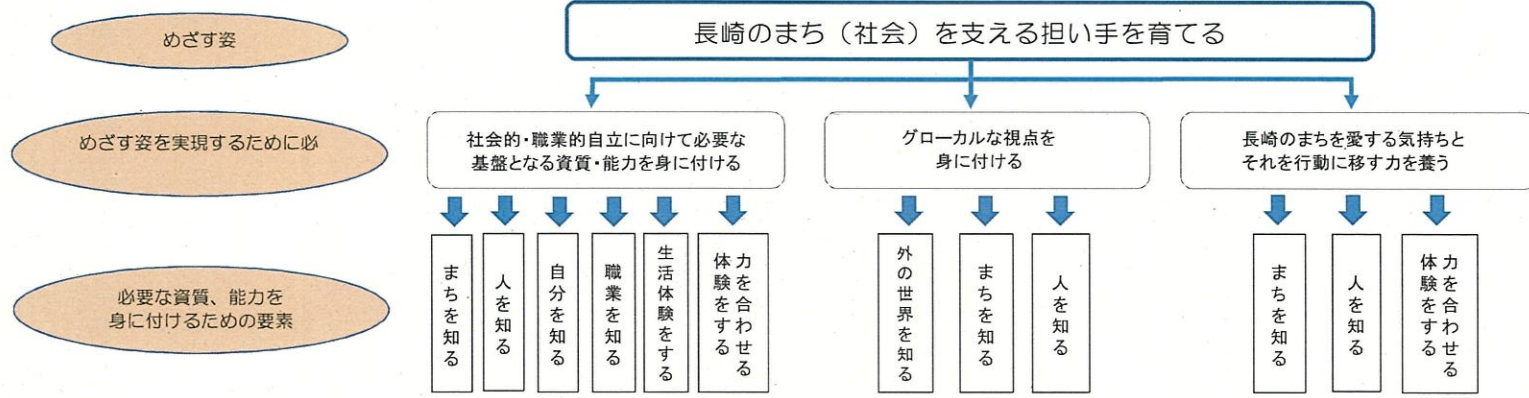 めざす姿
長崎のまち（社会）を支える担い手を育てる
めざす姿を実現するために必
社会的・職業的自立に向けて必要な
基盤となる資質・能力を身に付ける
グローカルな視点を
身に付ける
長崎のまちを愛する気持ちと
それを行動に移す力を養う
必要な資質、能力を
身に付けるための要素
まちを知る
人を知る
自分を知る
職業を知る
生活体験をする
力を合わせる
体験をする
外の世界を知る
まちを知る
人を知る
まちを知る
人を知る
力を合わせる
体験をする